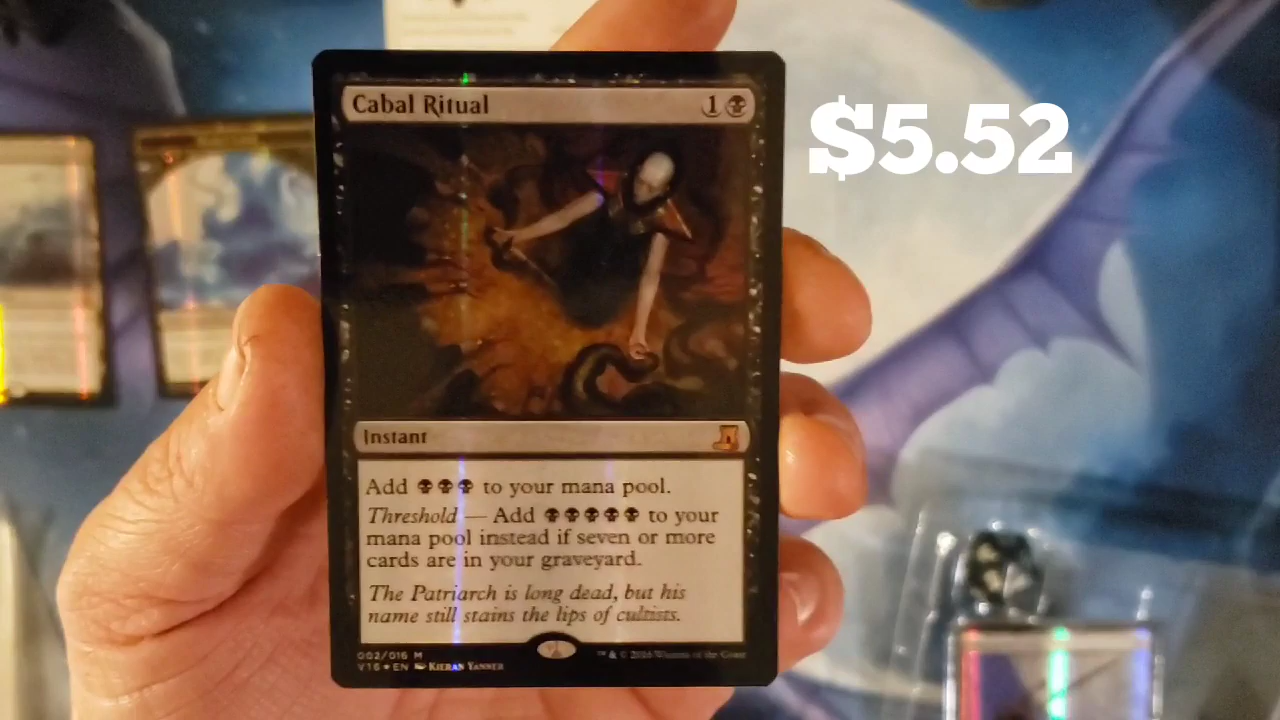 Cabal Ritual 1
$5.52
Instant
Add to your mana pool.
Threshold — Add to your
mana pool instead if seven or more
cards are in your graveyard.
The Patriarch is long dead, but his
name still stains the lips of cultists.
002/016 M
V16★EN KIERAN YANNER
™ & © 2016 Wizards of the Coast